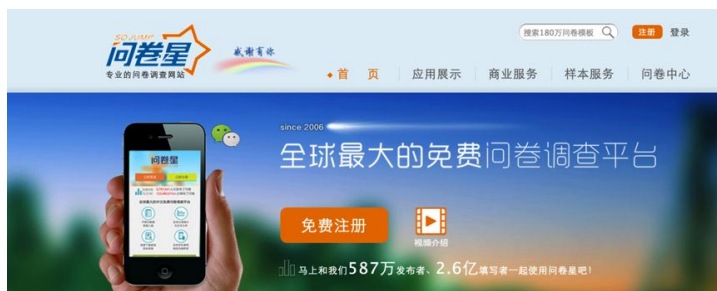 SOJUMP
问卷星
专业的问卷调查网站
感谢有你
搜索180万问卷模板
注册
登录
首 页
应用展示
商业服务
样本服务
问卷中心
since 2006
全球最大的免费问卷调查平台
问卷星
免费注册
视频介绍
马上和我们587万发布者、2.6亿填写者一起使用问卷星吧！